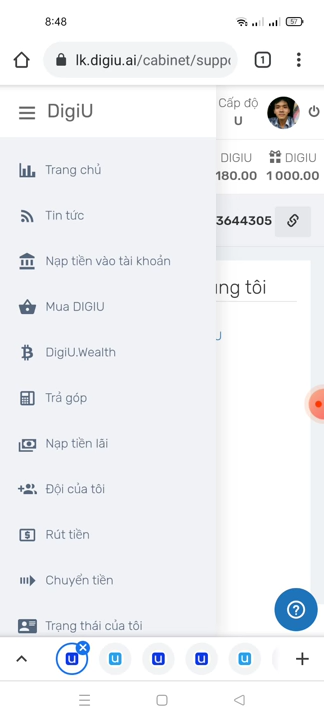 8:48
57
lk.digiu.ai/cabinet/suppo
1
DigiU
Cấp độ
U
DIGIU
180.00
DIGIU
1 000.00
3644305
Trang chủ
Tin tức
Nạp tiền vào tài khoản
Mua DIGIU
DigiU.Wealth
Trả góp
Nạp tiền lãi
Đội của tôi
Rút tiền
Chuyển tiền
Trạng thái của tôi
ung tôi
U